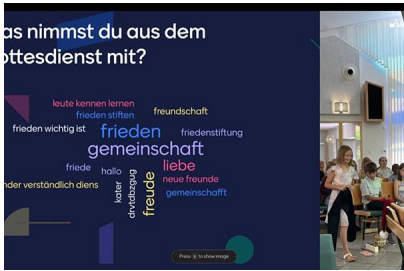 as nimmst du aus dem
ottesdienst mit?
leute kennen lernen
frieden stiften
freundschaft
frieden wichtig ist
frieden
friedenstiftung
gemeinschaft
friede
hallo
liebe
neue freunde
nder verständlich diens
kater
drvtdbzgug
freude
gemeinschafft
Press to show image